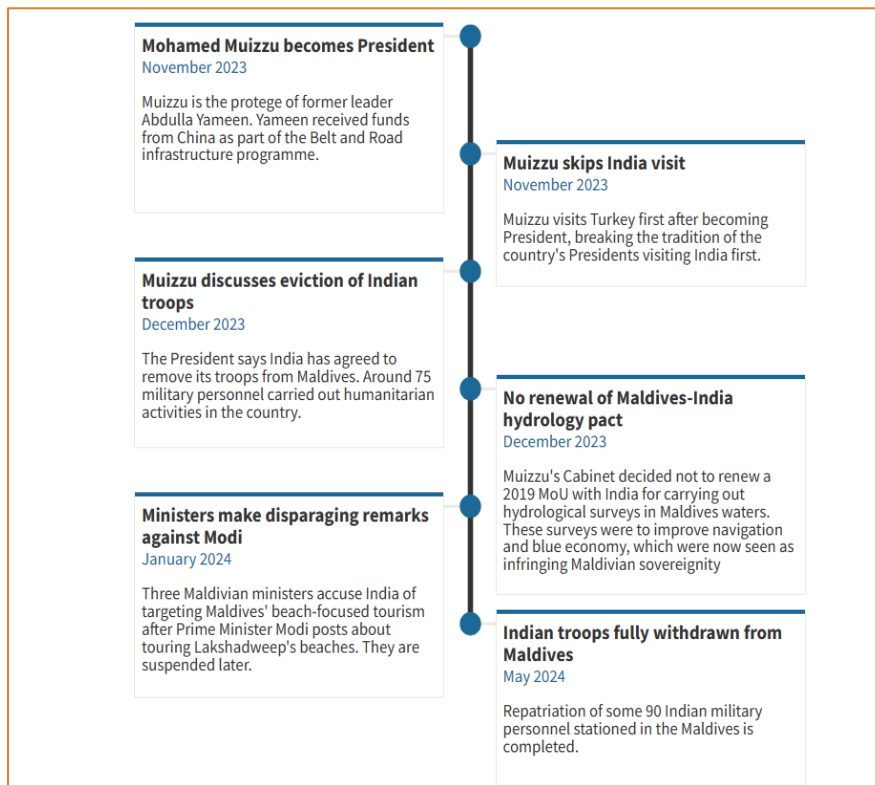 Mohamed Muizzu becomes President
November 2023
Muizzu is the protege of former leader
Abdulla Yameen. Yameen received funds
from China as part of the Belt and Road
infrastructure programme.
Muizzu skips India visit
November 2023
Muizzu visits Turkey first after becoming
President, breaking the tradition of the
country's Presidents visiting India first.
Muizzu discusses eviction of Indian
troops
December 2023
The President says India has agreed to
remove its troops from Maldives. Around 75
military personnel carried out humanitarian
activities in the country.
No renewal of Maldives-India
hydrology pact
December 2023
Muizzu's Cabinet decided not to renew a
2019 MoU with India for carrying out
hydrological surveys in Maldives waters.
These surveys were to improve navigation
and blue economy, which were now seen as
infringing Maldivian sovereignity
Ministers make disparaging remarks
against Modi
January 2024
Three Maldivian ministers accuse India of
targeting Maldives' beach-focused tourism
after Prime Minister Modi posts about
touring Lakshadweep's beaches. They are
suspended later.
Indian troops fully withdrawn from
Maldives
May 2024
Repatriation of some 90 Indian military
personnel stationed in the Maldives is
completed.